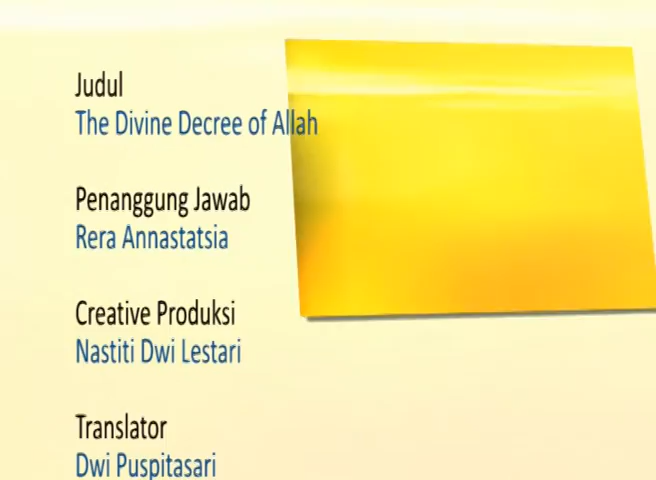 Judul
The Divine Decree of Allah
Penanggung Jawab
Rera Annastatsia
Creative Produksi
Nastiti Dwi Lestari
Translator
Dwi Puspitasari